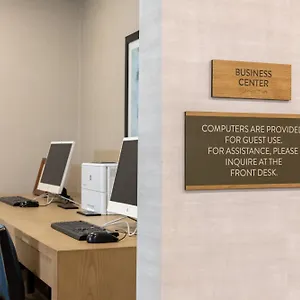 BUSINESS
CENTER
COMPUTERS ARE PROVIDED
FOR GUEST USE.
FOR ASSISTANCE, PLEASE
INQUIRE AT THE
FRONT DESK.